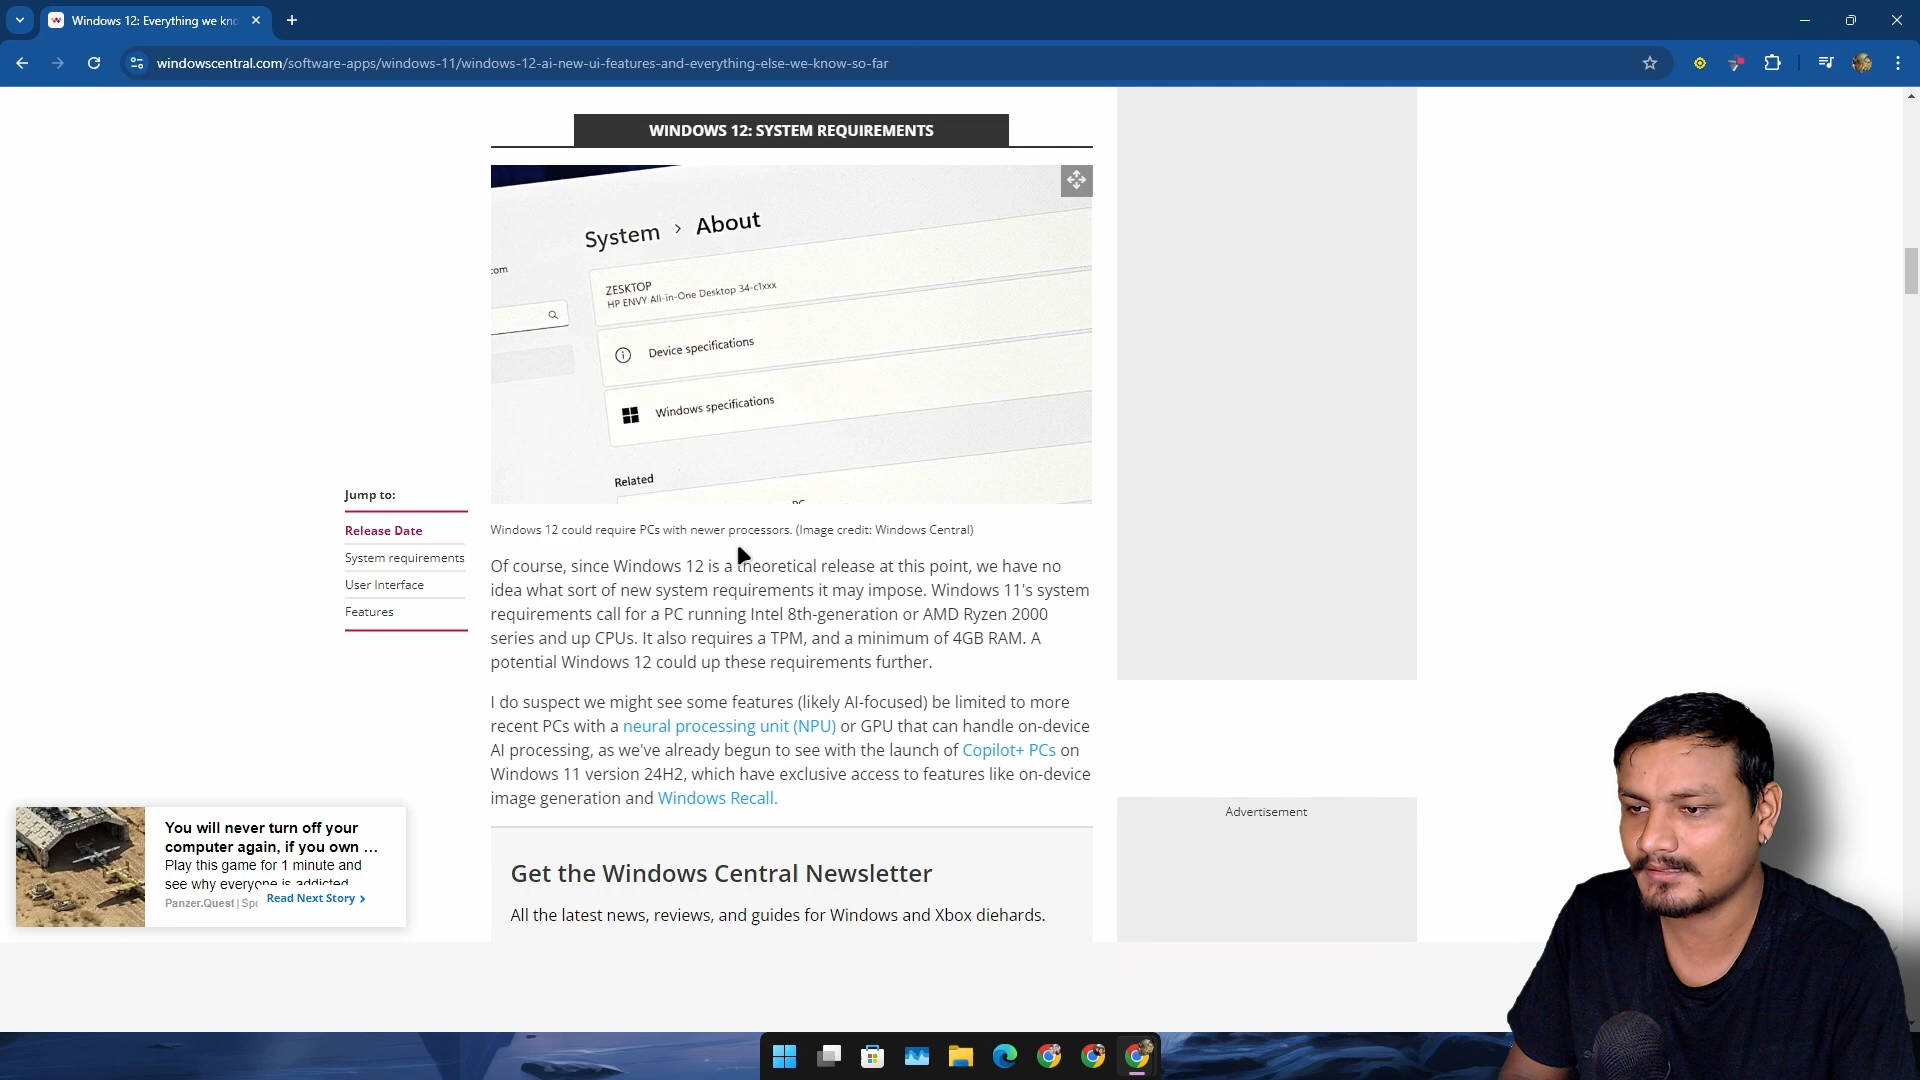 Windows 12: Everything we kno
windowscentral.com/software-apps/windows-11/windows-12-ai-new-ui-features-and-everything-else-we-know-so-far
WINDOWS 12: SYSTEM REQUIREMENTS
System > About
com
ZESKTOP
HP ENVY All-in-One Desktop 34-c1xxx
Device specifications
Windows specifications
Related
Jump to:
Release Date
System requirements
User Interface
Features
Windows 12 could require PCs with newer processors. (Image credit: Windows Central)
Of course, since Windows 12 is a theoretical release at this point, we have no
idea what sort of new system requirements it may impose. Windows 11's system
requirements call for a PC running Intel 8th-generation or AMD Ryzen 2000
series and up CPUs. It also requires a TPM, and a minimum of 4GB RAM. A
potential Windows 12 could up these requirements further.
I do suspect we might see some features (likely AI-focused) be limited to more
recent PCs with a neural processing unit (NPU) or GPU that can handle on-device
AI processing, as we've already begun to see with the launch of Copilot+ PCs on
Windows 11 version 24H2, which have exclusive access to features like on-device
image generation and Windows Recall.
You will never turn off your
computer again, if you own ...
Play this game for 1 minute and
see why everyone is addicted
Panzer.Quest | Spo
Read Next Story >
Advertisement
Get the Windows Central Newsletter
All the latest news, reviews, and guides for Windows and Xbox diehards.